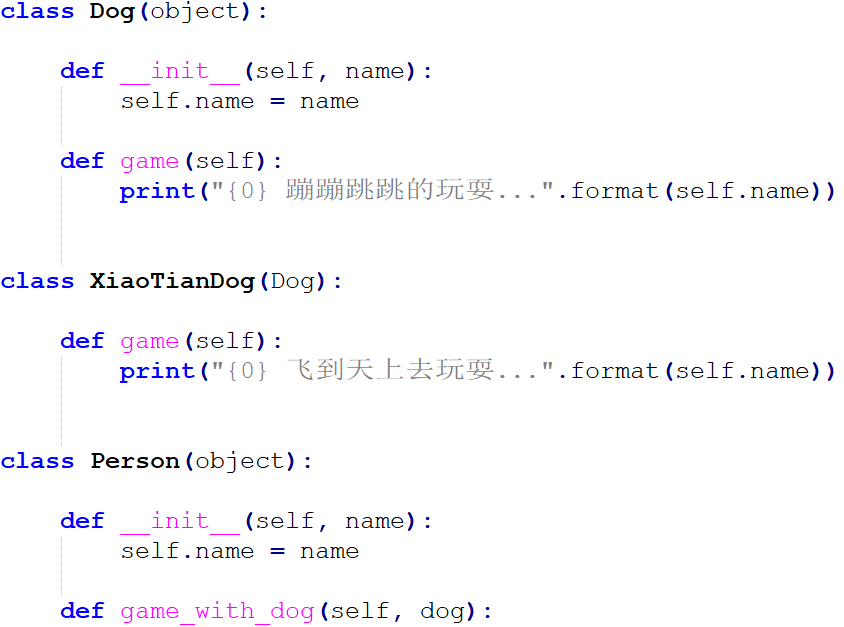 class Dog(object):
def __init__(self, name):
self.name = name
def game(self):
print("{0} 蹦蹦跳跳的玩耍...".format(self.name))
class XiaoTianDog(Dog):
def game(self):
print("{0} 飞到天上去玩耍...".format(self.name))
class Person(object):
def __init__(self, name):
self.name = name
def game_with_dog(self, dog):